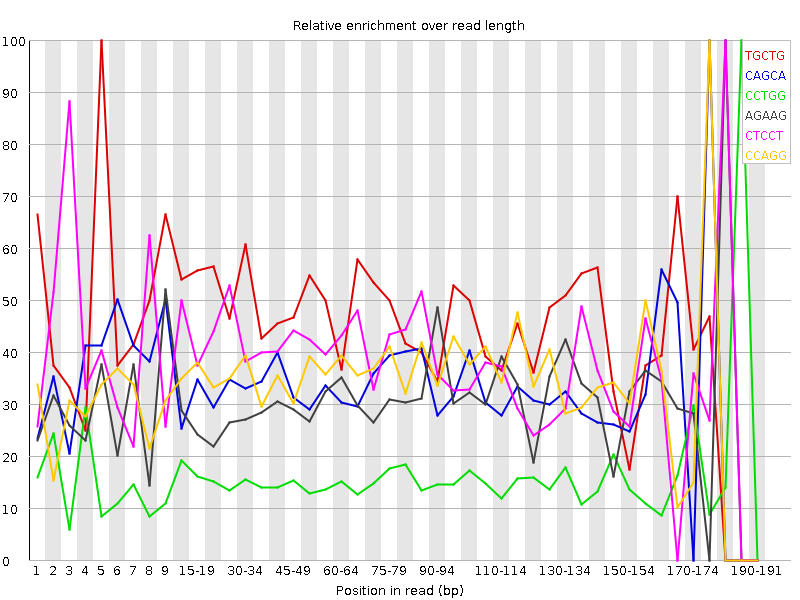 Relative enrichment over read length
100
90
80
70
60
50
40
30
20
10
0
TGCTG
CAGCA
CCTGG
AGAAG
CTCCT
CCAGG
1 2 3 4 5 6 7 8 9 15-19 30-34 45-49 60-64 75-79 90-94 110-114 130-134 150-154 170-174 190-191
Position in read (bp)